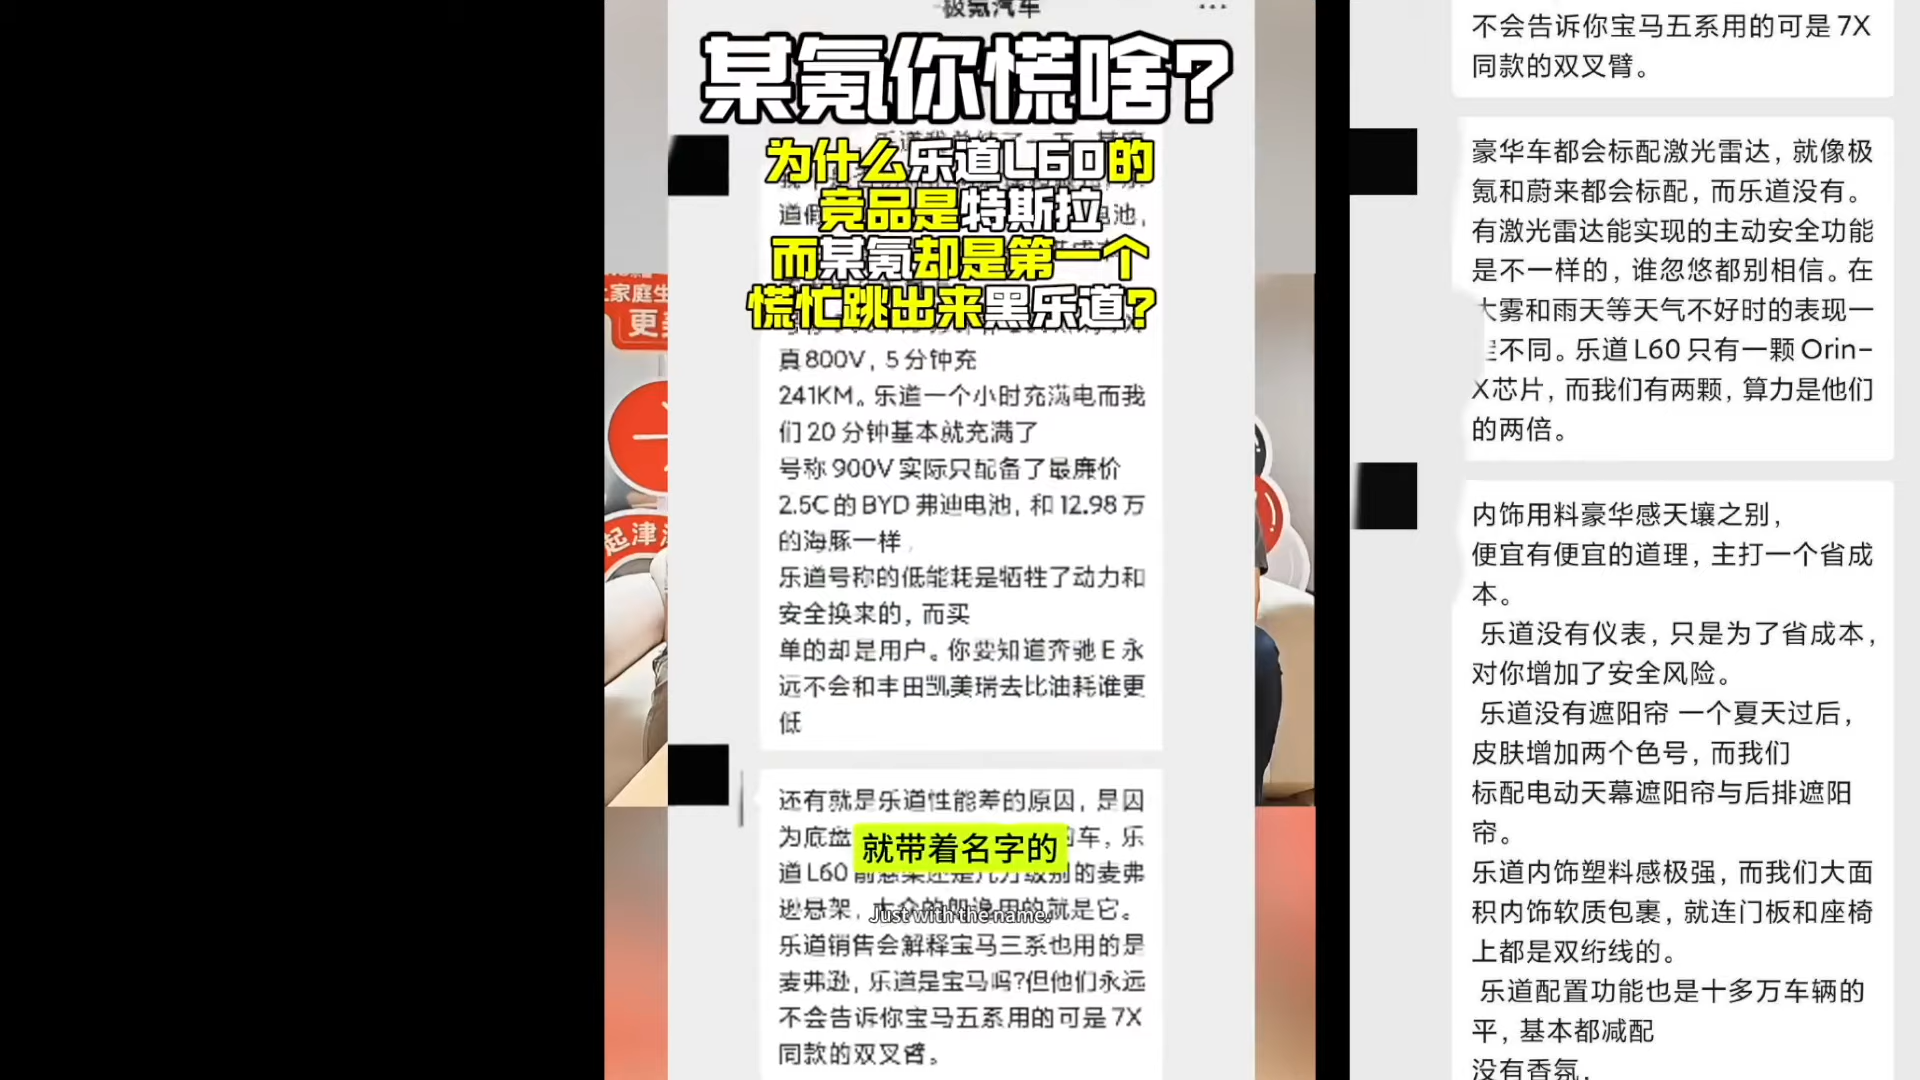 极氪汽车
某氪你慌啥?
为什么乐道L60的
竞品是特斯拉
而某氪却是第一个
慌忙跳出来黑乐道?
真800V，5分钟充
241KM。乐道一个小时充满电而我
们20分钟基本就充满了
号称900V实际只配备了最廉价
2.5C的BYD弗迪电池，和12.98万
的海豚一样，
乐道号称的低能耗是牺牲了动力和
安全换来的，而买
单的却是用户。你要知道奔驰E永
远不会和丰田凯美瑞去比油耗谁更
低
还有就是乐道性能差的原因，是因
为底盘
车，乐
就带着名字的
道L60前悬架还是几万级别的麦弗
逊悬架，大众的朗逸用的就是它。
Just with the name.
乐道销售会解释宝马三系也用的是
麦弗逊，乐道是宝马吗?但他们永远
不会告诉你宝马五系用的可是7X
同款的双叉臂。
不会告诉你宝马五系用的可是7X
同款的双叉臂。
豪华车都会标配激光雷达，就像极
氪和蔚来都会标配，而乐道没有。
有激光雷达能实现的主动安全功能
是不一样的，谁忽悠都别相信。在
大雾和雨天等天气不好时的表现一
不同。乐道L60只有一颗Orin-
X芯片，而我们有两颗，算力是他们
的两倍。
内饰用料豪华感天壤之别，
便宜有便宜的道理，主打一个省成
本。
乐道没有仪表，只是为了省成本，
对你增加了安全风险。
乐道没有遮阳帘 一个夏天过后，
皮肤增加两个色号，而我们
标配电动天幕遮阳帘与后排遮阳
帘。
乐道内饰塑料感极强，而我们大面
积内饰软质包裹，就连门板和座椅
上都是双绗线的。
乐道配置功能也是十多万车辆的
平，基本都减配
没有香氛，
家庭生
更
起津